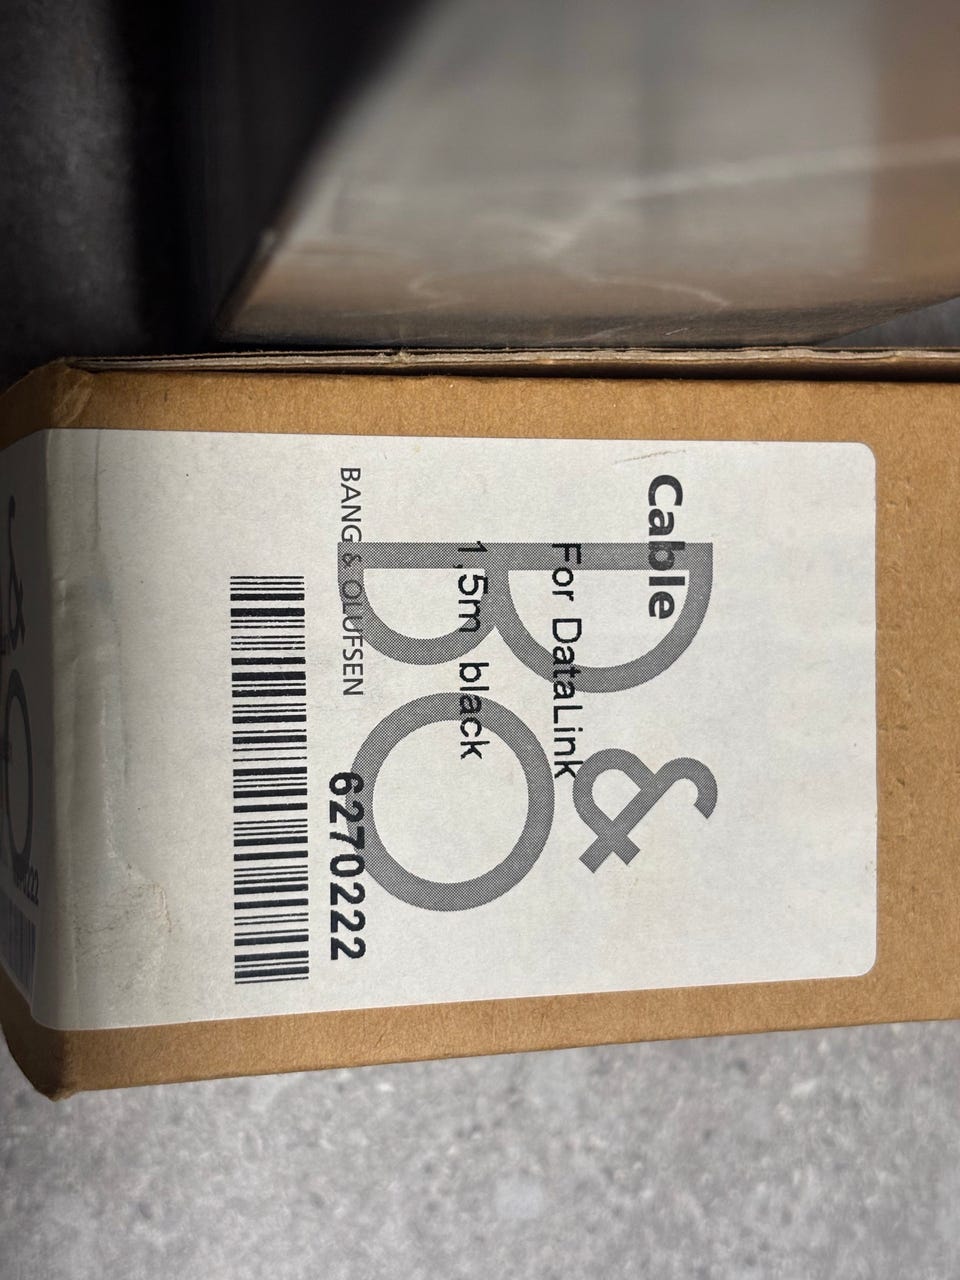 Cable
B&O
For DataLink
1,5m black
BANG & OLUFSEN
6270222